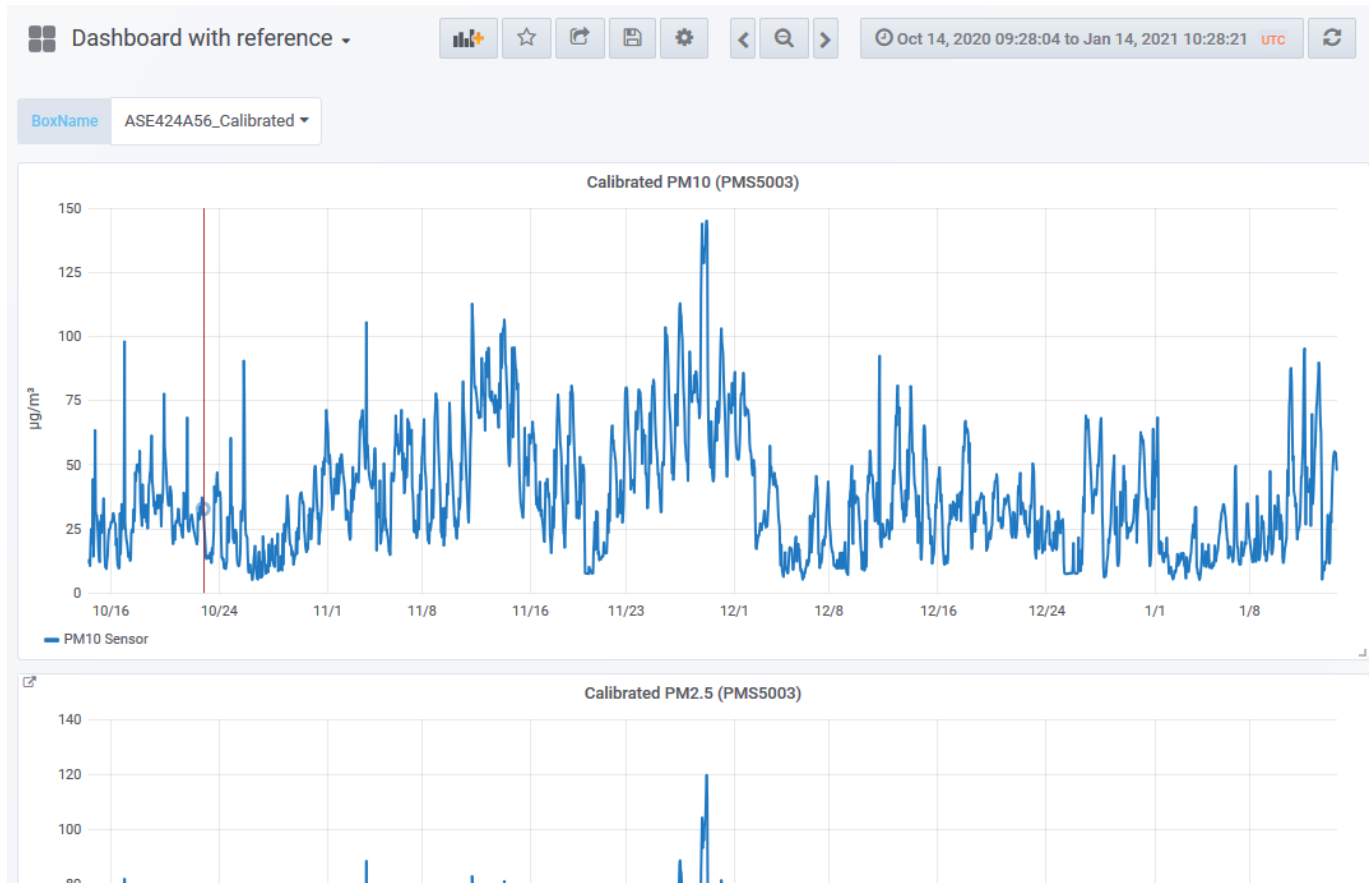 Dashboard with reference
Oct 14, 2020 09:28:04 to Jan 14, 2021 10:28:21 UTC
BoxName ASE424A56_Calibrated
Calibrated PM10 (PMS5003)
150
125
100
75
50
25
0
µg/m³
10/16 10/24 11/1 11/8 11/16 11/23 12/1 12/8 12/16 12/24 1/1 1/8
PM10 Sensor
Calibrated PM2.5 (PMS5003)
140
120
100
80